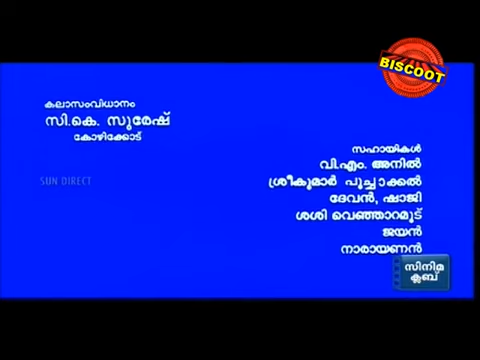 BISCOOT
കലാസംവിധാനം
സി.കെ. സുരേഷ്
കോഴിക്കോട്
SUN DIRECT
സഹായികൾ
വി.എം. അനിൽ
ശ്രീകുമാർ പൂച്ചാക്കൽ
ദേവൻ, ഷാജി
ശശി വെഞ്ഞാറമൂട്
ജയൻ
നാരായണൻ
സിനിമ
ക്ലബ്